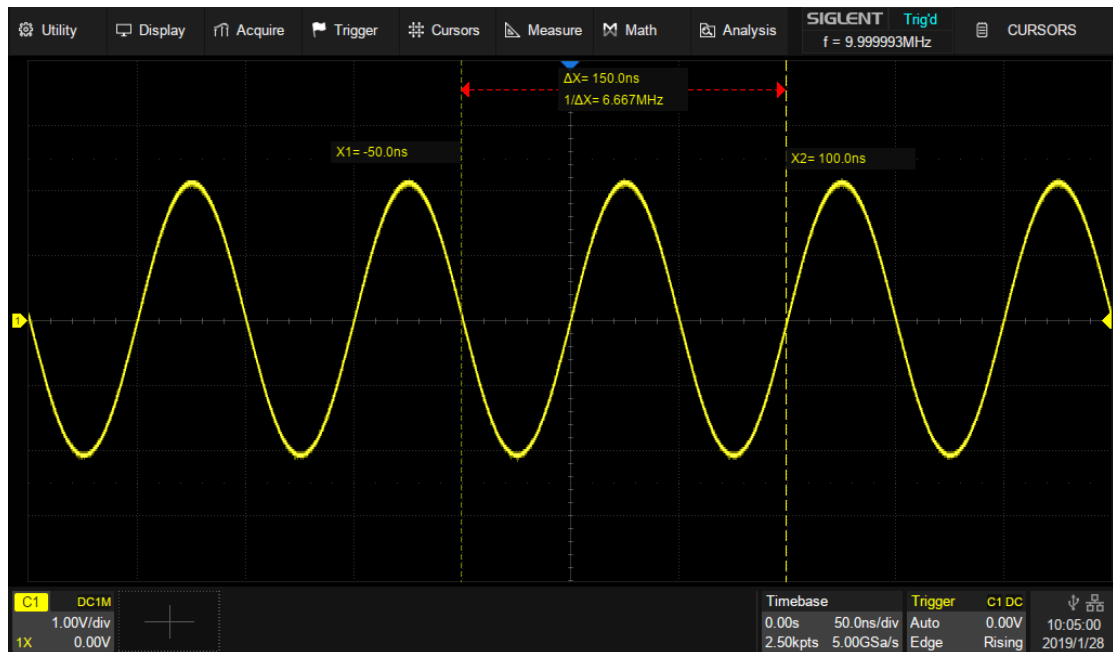 Utility Display Acquire Trigger Cursors Measure Math Analysis SIGLENT Trig'd CURSORS
f = 9.999993MHz
ΔX= 150.0ns
1/ΔX= 6.667MHz
X1= -50.0ns
X2= 100.0ns
1
C1 DC1M
1.00V/div
1X 0.00V
Timebase
0.00s 50.0ns/div
2.50kpts 5.00GSa/s
Trigger C1 DC
Auto 0.00V
Edge Rising
10:05:00
2019/1/28